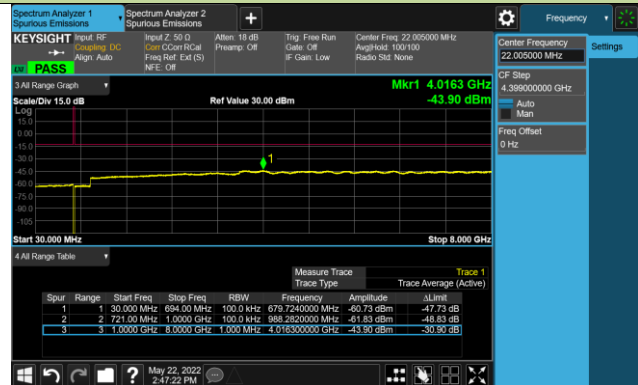 Spectrum Analyzer 1
Spurious Emissions
Spectrum Analyzer 2
Spurious Emissions
+
Frequency
KEYSIGHT
Input: RF
Coupling: DC
Align: Auto
Input Z: 50 Ω
Corr CCorr RCal
Freq Ref: Ext (S)
NFE: Off
Atten: 18 dB
Preamp: Off
Trig: Free Run
Gate: Off
IF Gain: Low
Center Freq: 22.005000 MHz
Avg|Hold: 100/100
Radio Std: None
PASS
Center Frequency
22.005000 MHz
Settings
CF Step
4.399000000 GHz
Auto
Man
Freq Offset
0 Hz
3 All Range Graph
Mkr1 4.0163 GHz
Scale/Div 15.0 dB
Ref Value 30.00 dBm
-43.90 dBm
Log
15.0
0.00
-15.0
-30.0
-45.0
-60.0
-75.0
-90.0
-105
1
Start 30.000 MHz
Stop 8.000 GHz
4 All Range Table
Measure Trace Trace 1
Trace Type Trace Average (Active)
Spur Range Start Freq Stop Freq RBW Frequency Amplitude ΔLimit
1 1 30.000 MHz 694.00 MHz 100.0 kHz 679.7240000 MHz -60.73 dBm -47.73 dB
2 2 721.00 MHz 1.0000 GHz 100.0 kHz 988.2820000 MHz -61.83 dBm -48.83 dB
3 3 1.0000 GHz 8.0000 GHz 1.000 MHz 4.016300000 GHz -43.90 dBm -30.90 dB
?
May 22, 2022
2:47:22 PM